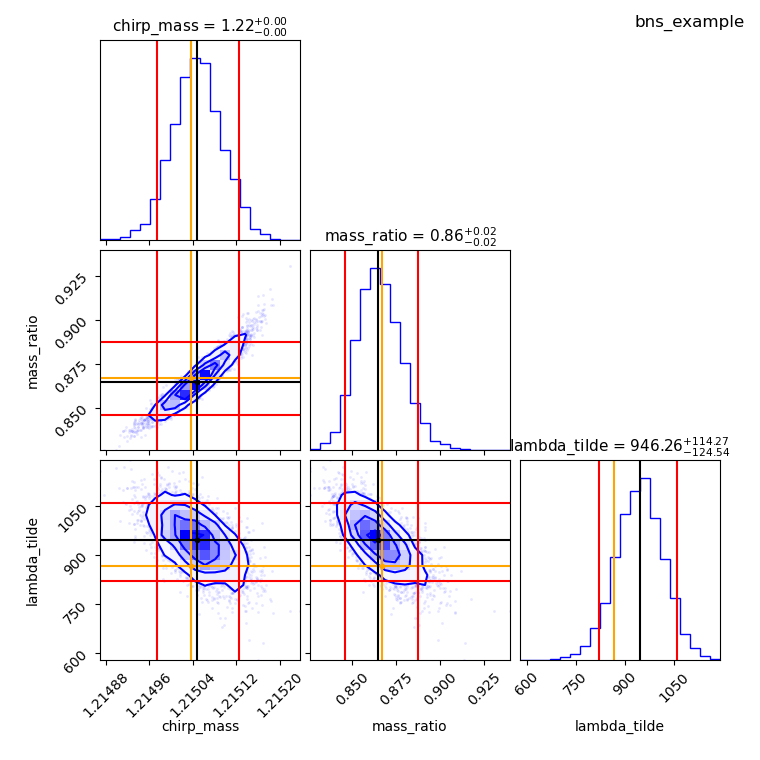 bns_example
chirp_mass = 1.22+0.00−0.00
mass_ratio = 0.86+0.02−0.02
0.925
0.900
0.875
0.850
mass_ratio
lambda_tilde = 946.26+114.27−124.54
1050
900
750
600
lambda_tilde
1.21488 1.21496 1.21504 1.21512 1.21520
0.850 0.875 0.900 0.925
600 750 900 1050
chirp_mass mass_ratio lambda_tilde